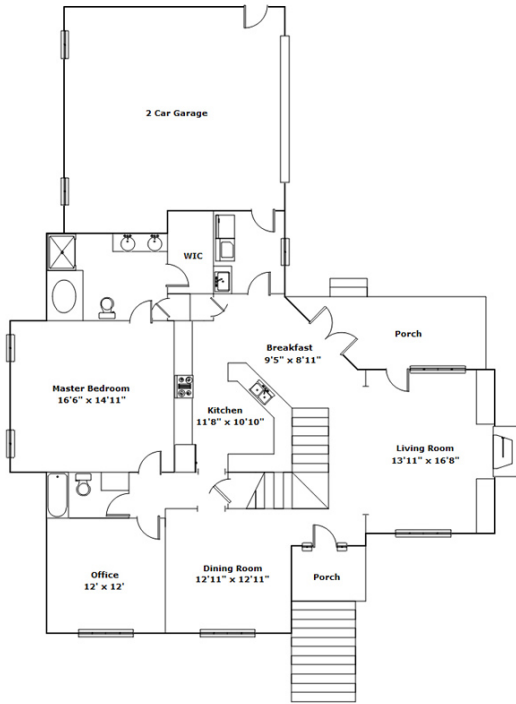 2 Car Garage
WIC
Breakfast
9'5" x 8'11"
Porch
Master Bedroom
16'6" x 14'11"
Kitchen
11'8" x 10'10"
Living Room
13'11" x 16'8"
Office
12' x 12'
Dining Room
12'11" x 12'11"
Porch